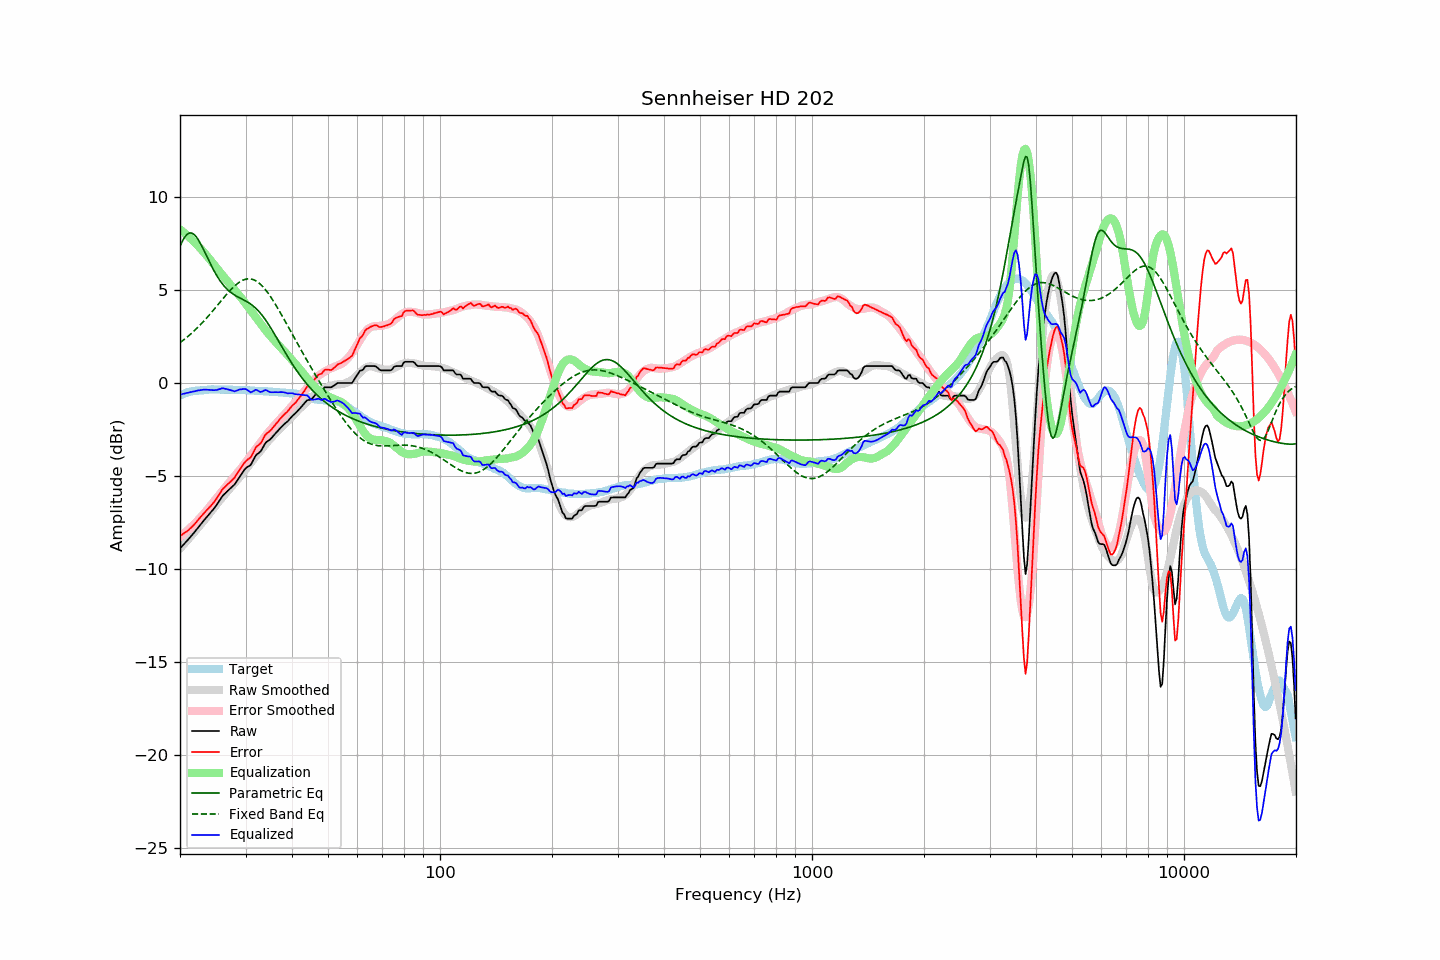 Sennheiser HD 202
Amplitude (dBr)
10
5
0
−5
−10
−15
−20
−25
Target
Raw Smoothed
Error Smoothed
Raw
Error
Equalization
Parametric Eq
Fixed Band Eq
Equalized
100
1000
10000
Frequency (Hz)